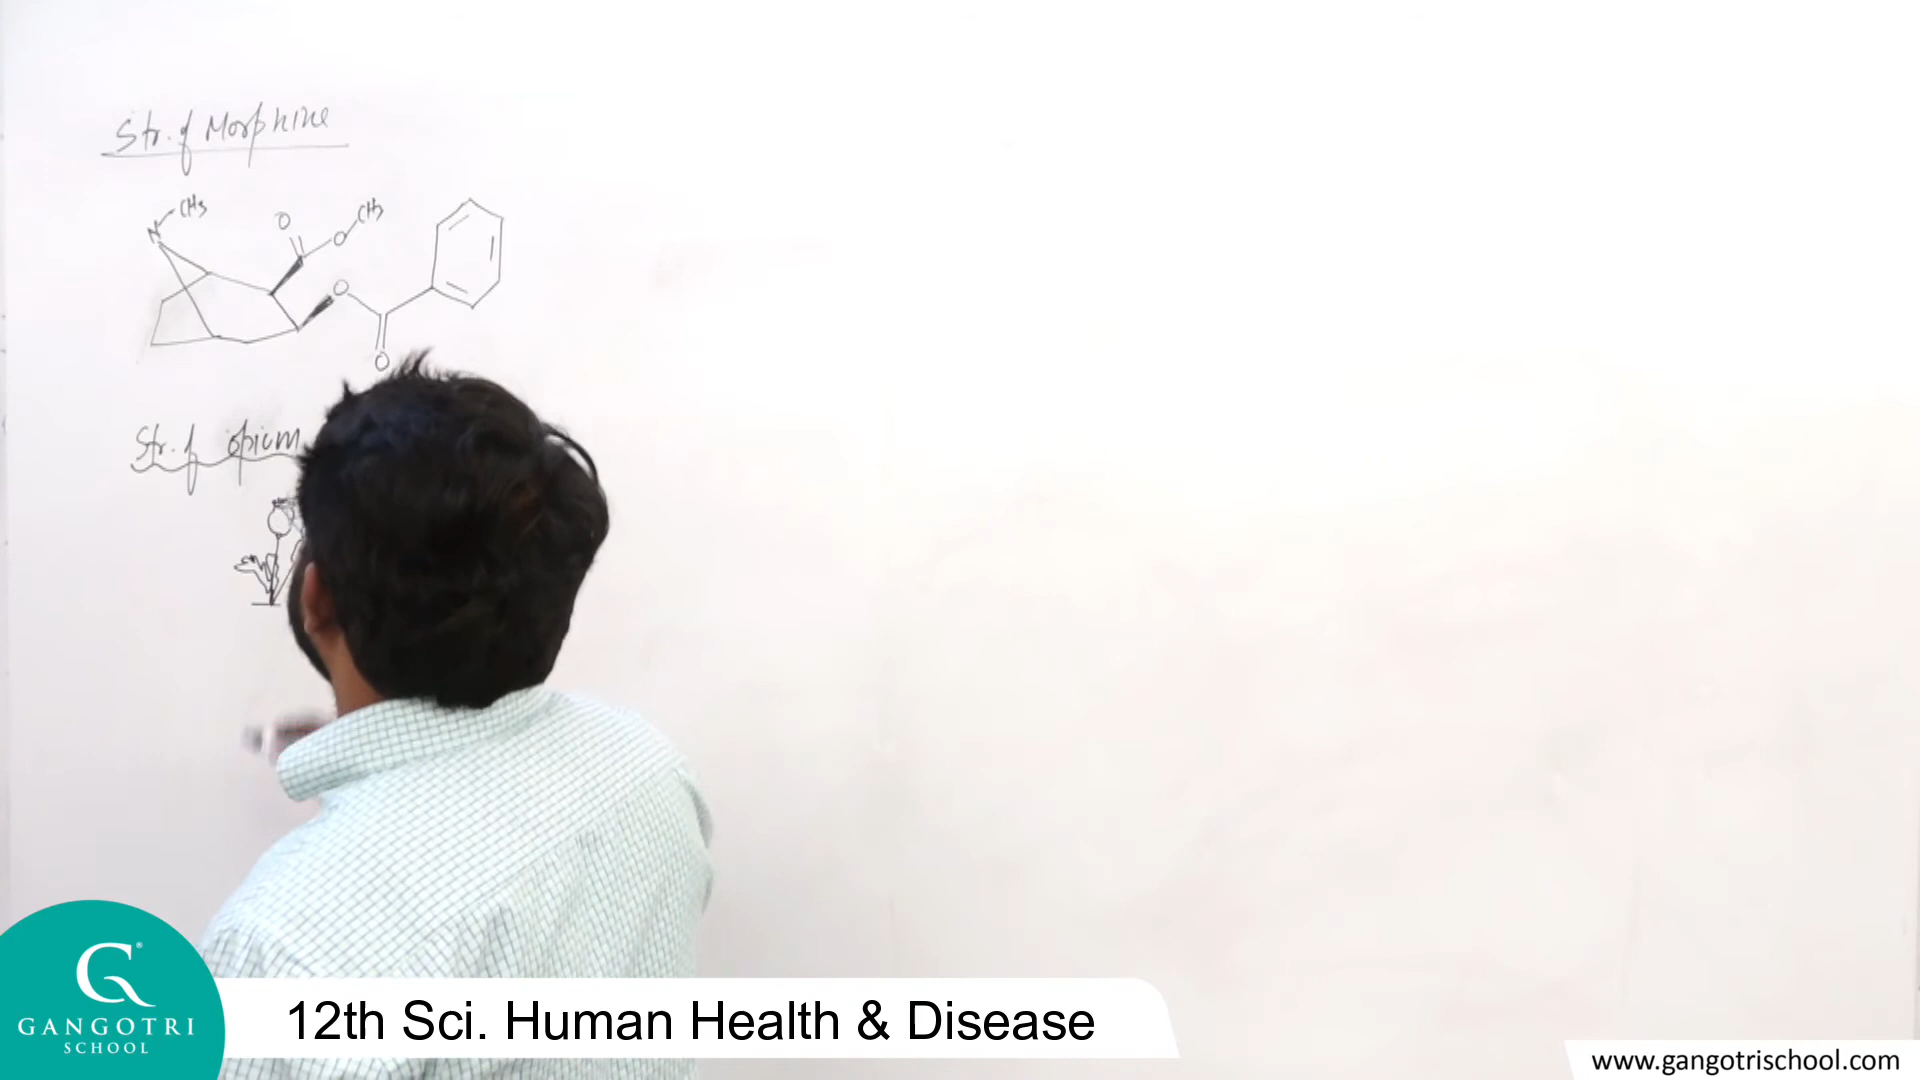 Str. of Morphine
CH3
N
O
CH3
O
O
O
Str. of opium
G®
GANGOTRI
SCHOOL
12th Sci. Human Health & Disease
www.gangotrischool.com